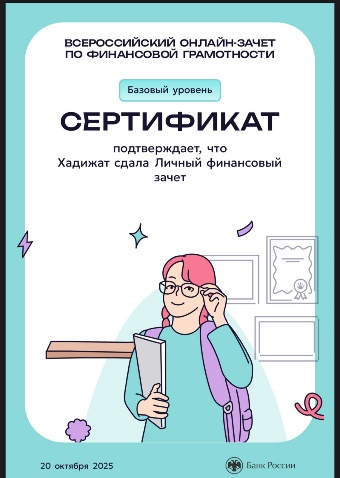 ВСЕРОССИЙСКИЙ ОНЛАЙН-ЗАЧЕТ
ПО ФИНАНСОВОЙ ГРАМОТНОСТИ
Базовый уровень
СЕРТИФИКАТ
подтверждает, что
Хадижат сдала Личный финансовый
зачет
20 октября 2025
Банк России